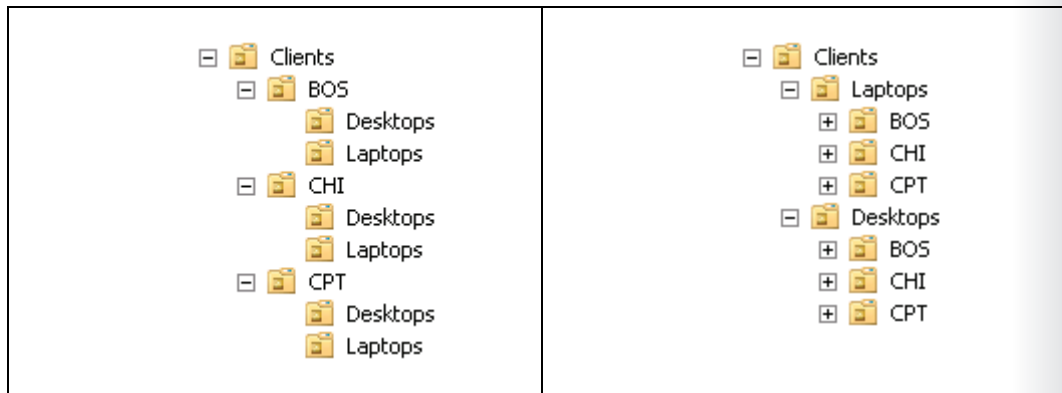 Clients
BOS
Desktops
Laptops
CHI
Desktops
Laptops
CPT
Desktops
Laptops
Clients
Laptops
BOS
CHI
CPT
Desktops
BOS
CHI
CPT